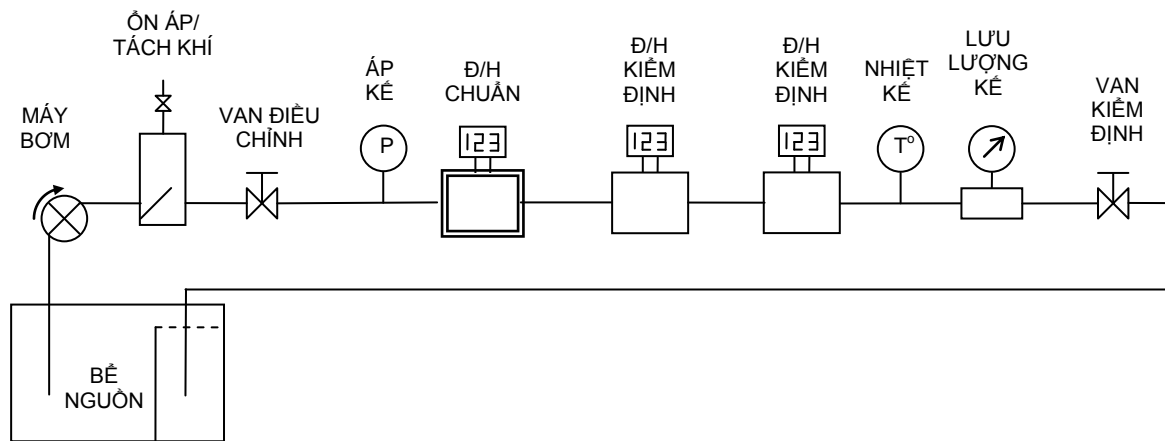 ỔN ÁP/
TÁCH KHÍ
MÁY
BƠM
VAN ĐIỀU
CHỈNH
ÁP
KẾ
Đ/H
CHUẨN
Đ/H
KIỂM
ĐỊNH
Đ/H
KIỂM
ĐỊNH
NHIỆT
KẾ
LƯU
LƯỢNG
KẾ
VAN
KIỂM
ĐỊNH
P
123
123
123
T°
BỂ
NGUỒN